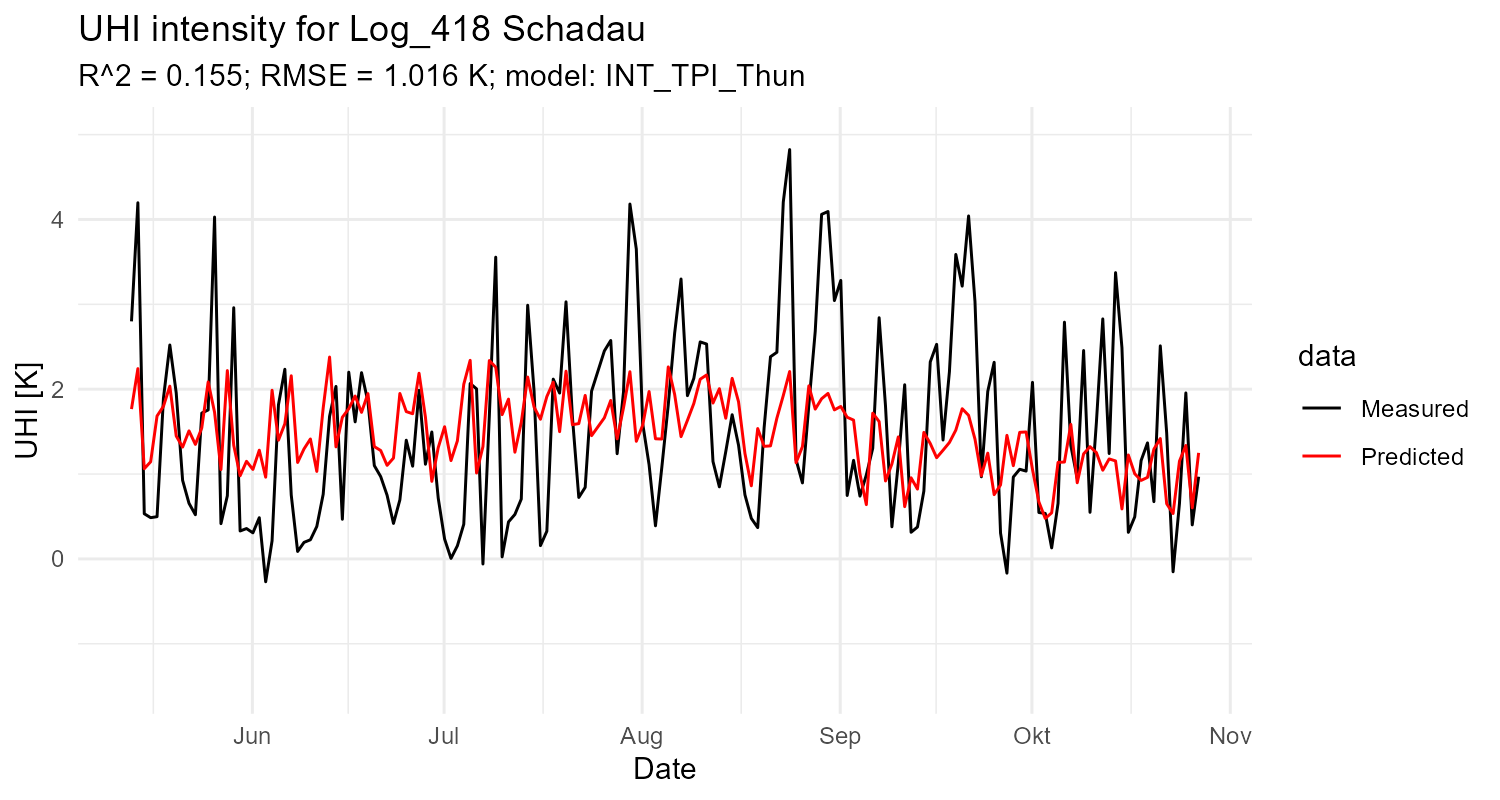 UHI intensity for Log_418 Schadau
R^2 = 0.155; RMSE = 1.016 K; model: INT_TPI_Thun
UHI [K]
4
2
0
Jun Jul Aug Sep Okt Nov
Date
data
Measured
Predicted